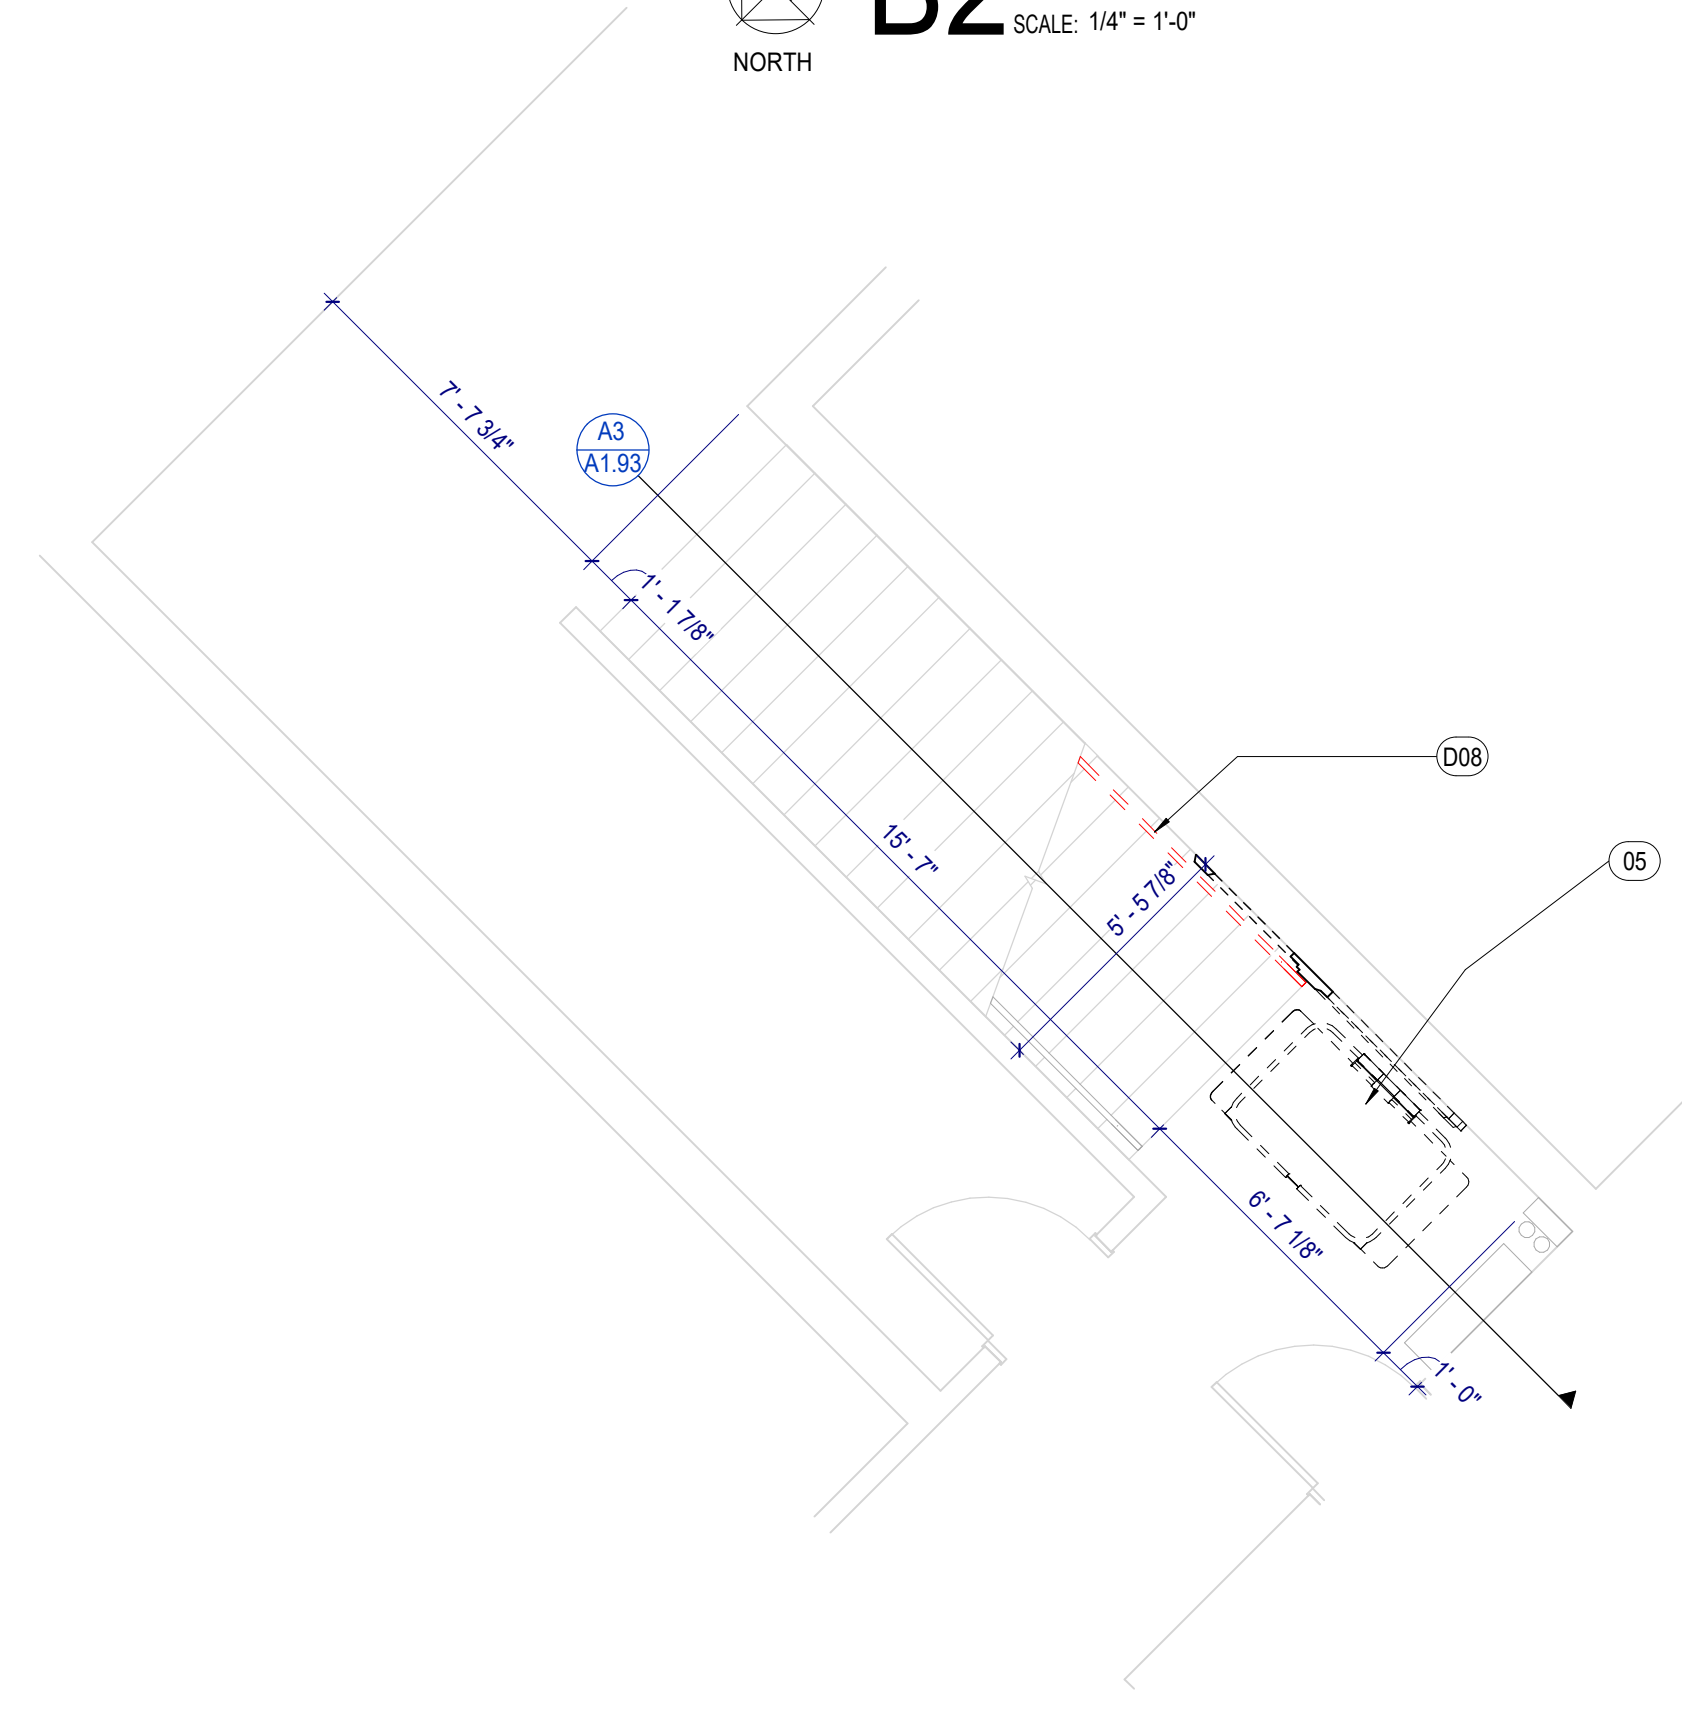 B2
SCALE: 1/4" = 1'-0"
NORTH
7' - 7 3/4"
A3
A1.93
1' - 1 7/8"
D08
15' - 7"
05
5' - 5 7/8"
6' - 7 1/8"
1' - 0"